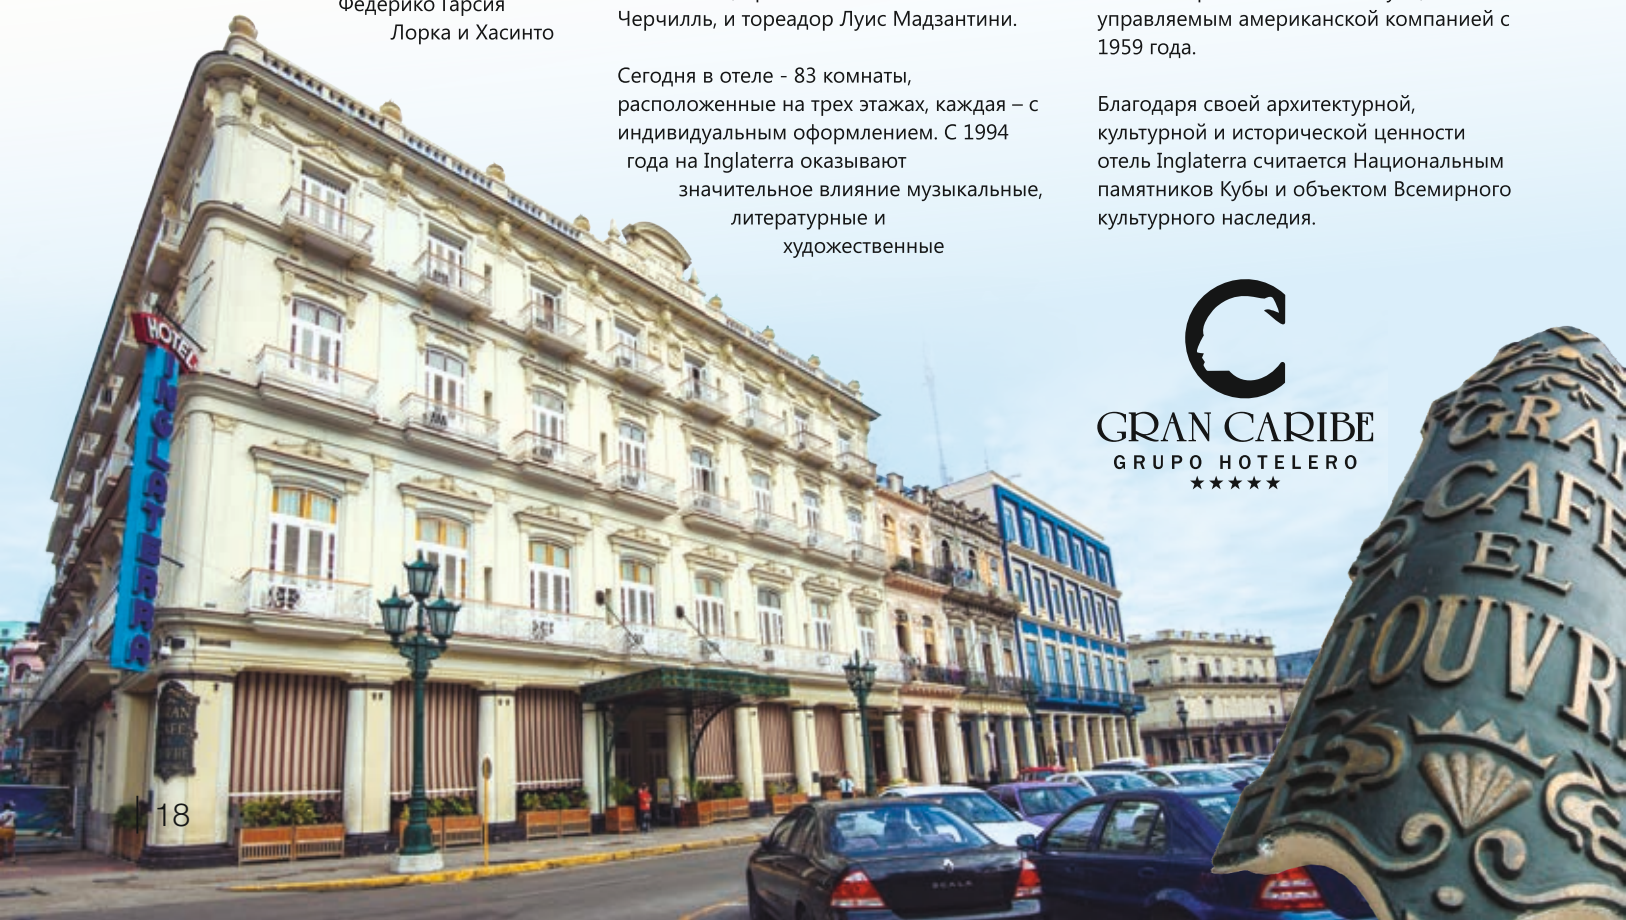 Федерико Гарсия
Лорка и Хасинто
Черчилль, и тореадор Луис Мадзантини.
Сегодня в отеле - 83 комнаты,
расположенные на трех этажах, каждая – с
индивидуальным оформлением. С 1994
года на Inglaterra оказывают
значительное влияние музыкальные,
литературные и
художественные
управляемым американской компанией с
1959 года.
Благодаря своей архитектурной,
культурной и исторической ценности
отель Inglaterra считается Национальным
памятников Кубы и объектом Всемирного
культурного наследия.
GRAN CARIBE
GRUPO HOTELERO
HOTEL
INGLATERRA
GRAN
CAFE
EL
LOUVRE
SCALA
18